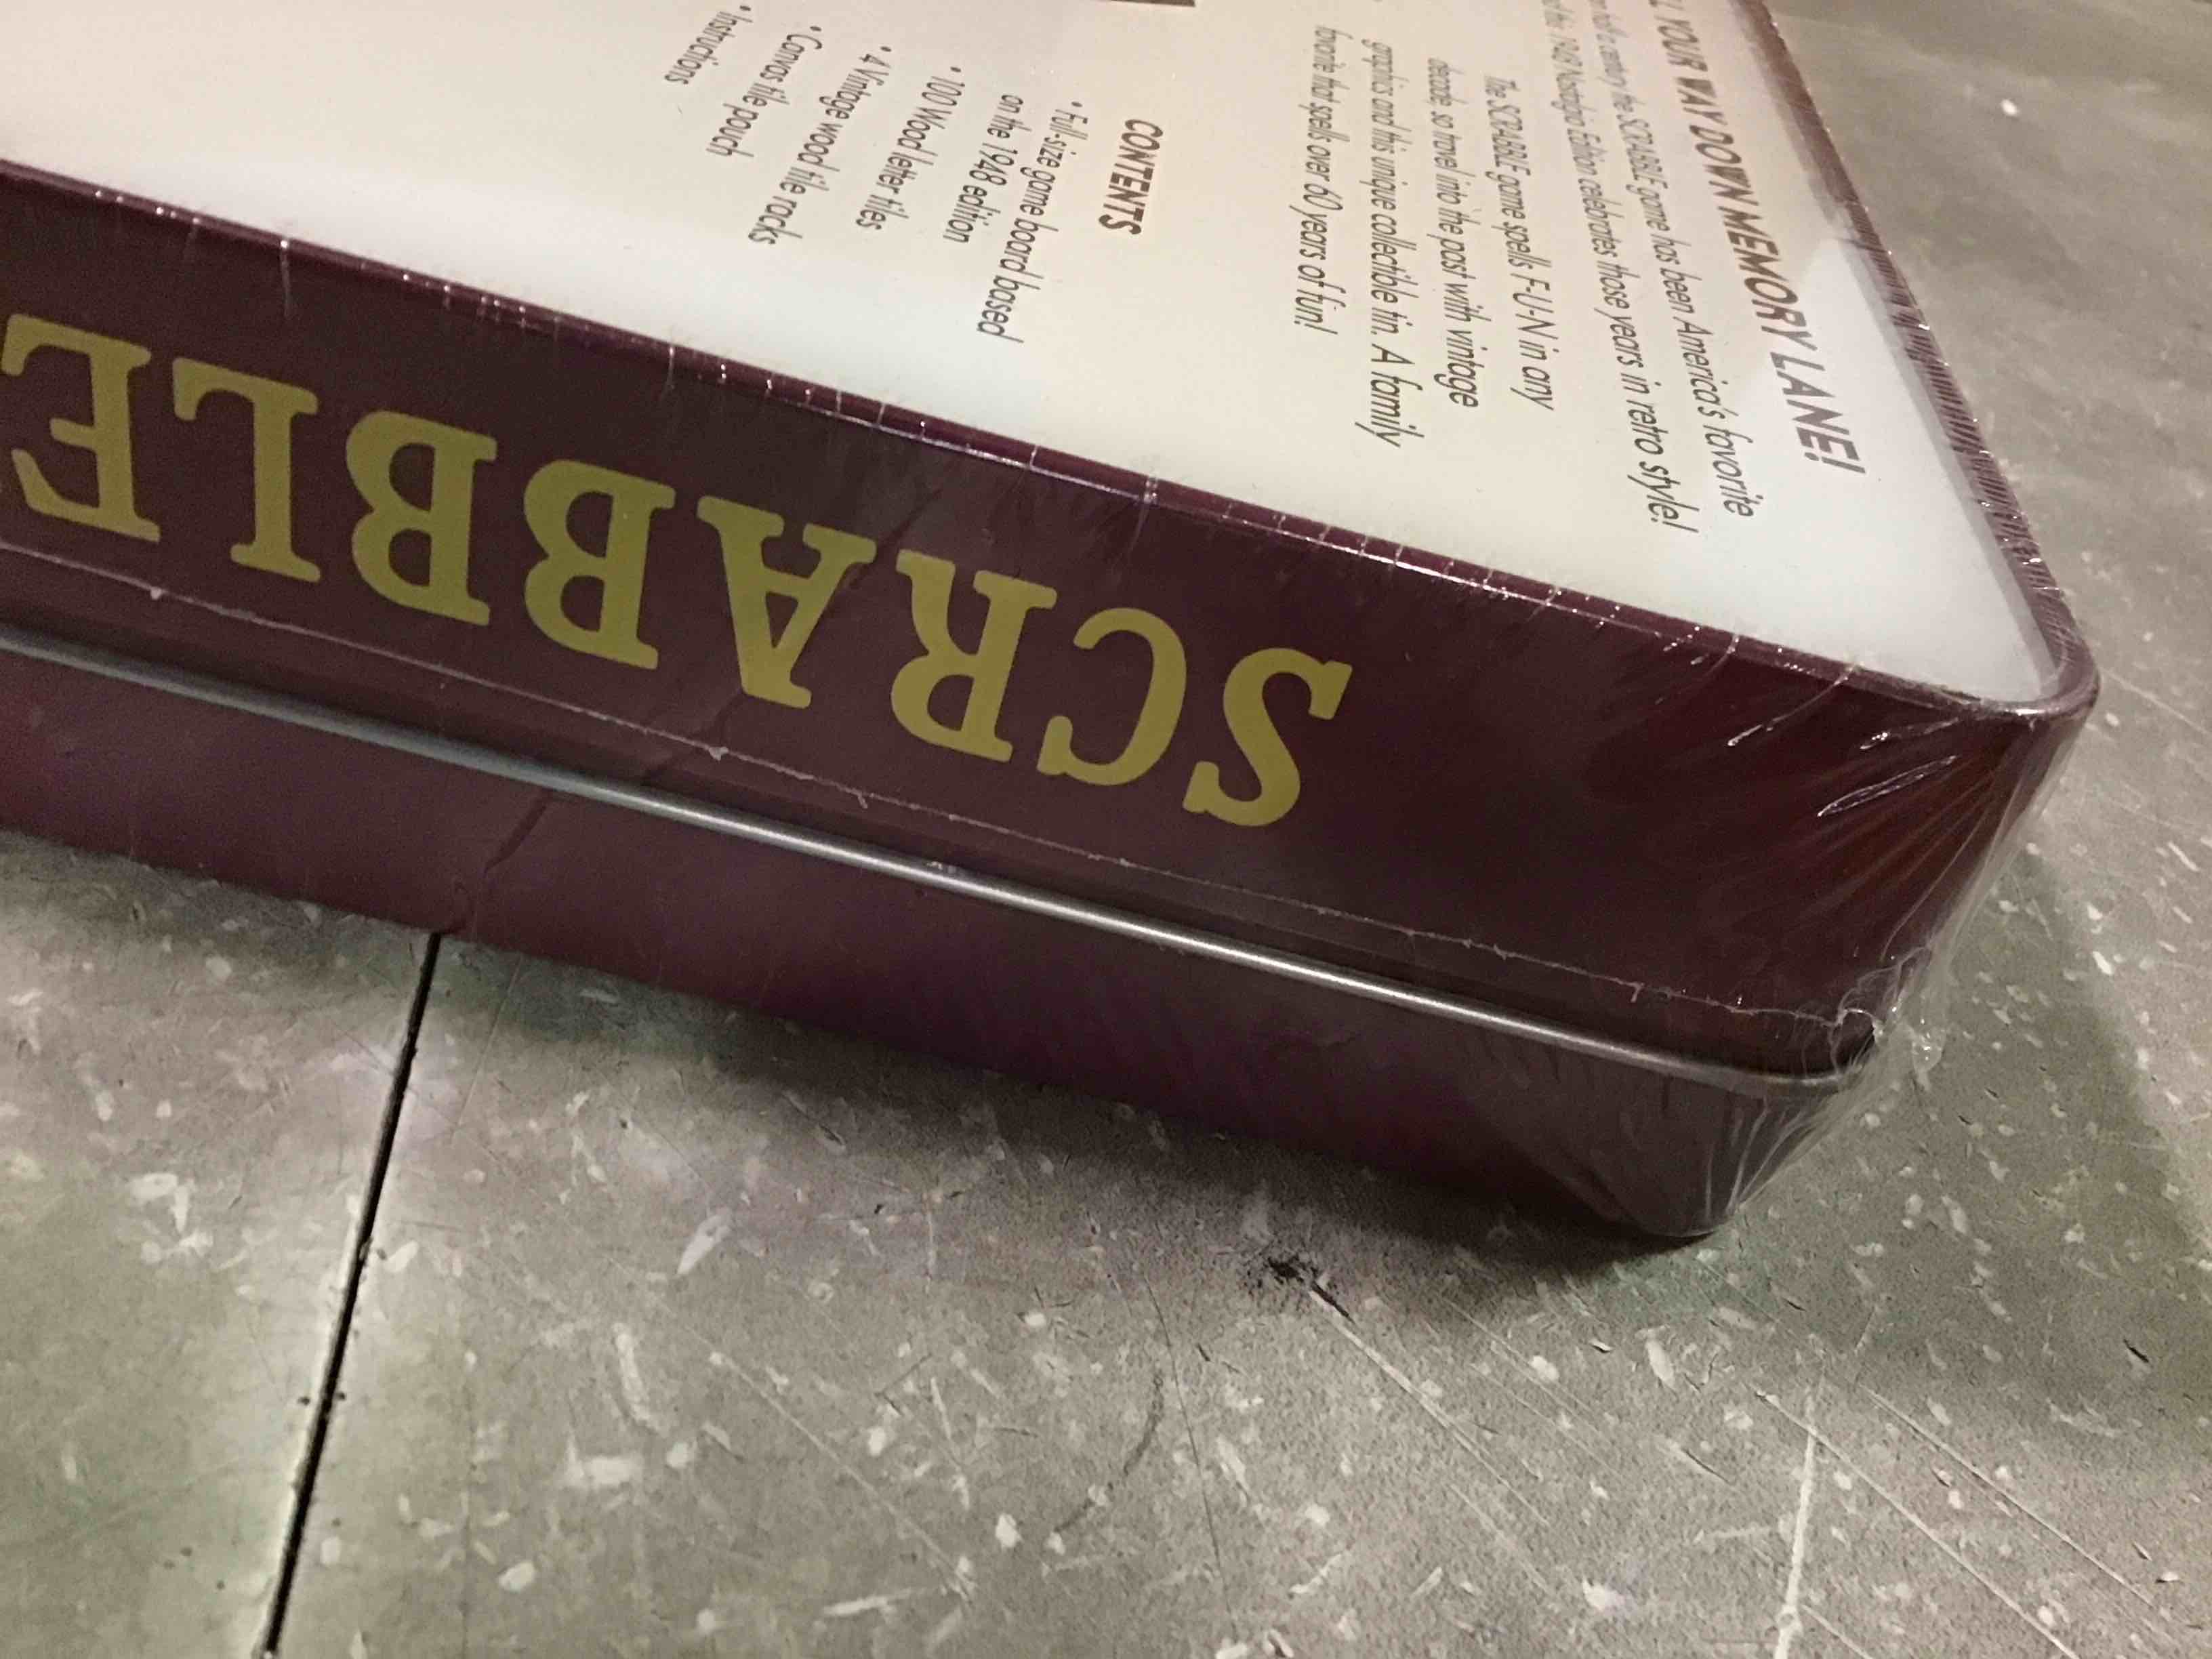 YOUR WAY DOWN MEMORY LANE!
the SCRABBLE game has been America's favorite
this 1948 Nostalgia Edition celebrates those years in retro style!
The SCRABBLE game spells F-U-N in any
decade, so travel into the past with vintage
graphics and this unique collectible tin. A family
favorite that spells over 60 years of fun!
CONTENTS
• Full-size game board based
on the 1948 edition
• 100 Wood letter tiles
• 4 Vintage wood tile racks
• Canvas tile pouch
• Instructions
SCRABBLE